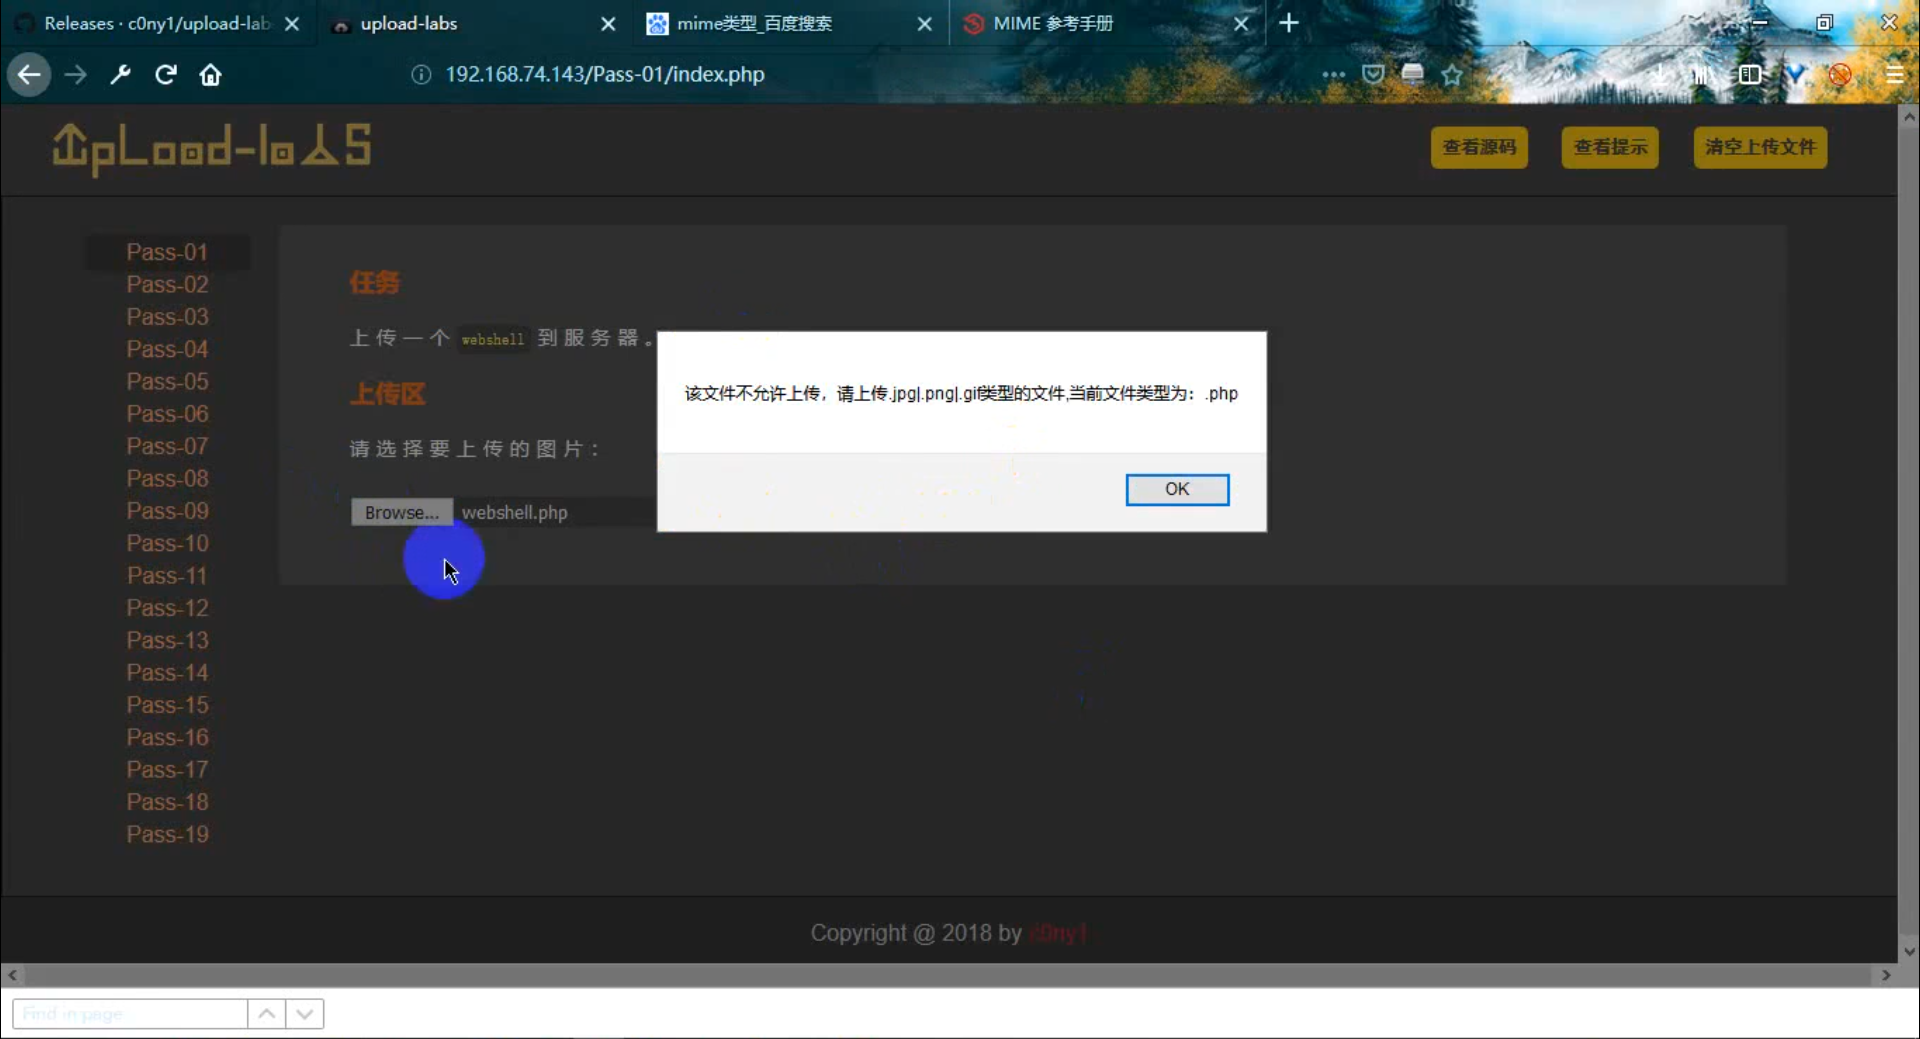 Releases · c0ny1/upload-lab
upload-labs
mime类型_百度搜索
MIME 参考手册
192.168.74.143/Pass-01/index.php
UpLoad-labs
查看源码
查看提示
清空上传文件
Pass-01
Pass-02
Pass-03
Pass-04
Pass-05
Pass-06
Pass-07
Pass-08
Pass-09
Pass-10
Pass-11
Pass-12
Pass-13
Pass-14
Pass-15
Pass-16
Pass-17
Pass-18
Pass-19
任务
上传一个 webshell 到服务器。
上传区
请选择要上传的图片：
Browse... webshell.php
该文件不允许上传，请上传.jpg|.png|.gif类型的文件,当前文件类型为：.php
OK
Copyright @ 2018 by c0ny1
Find in page